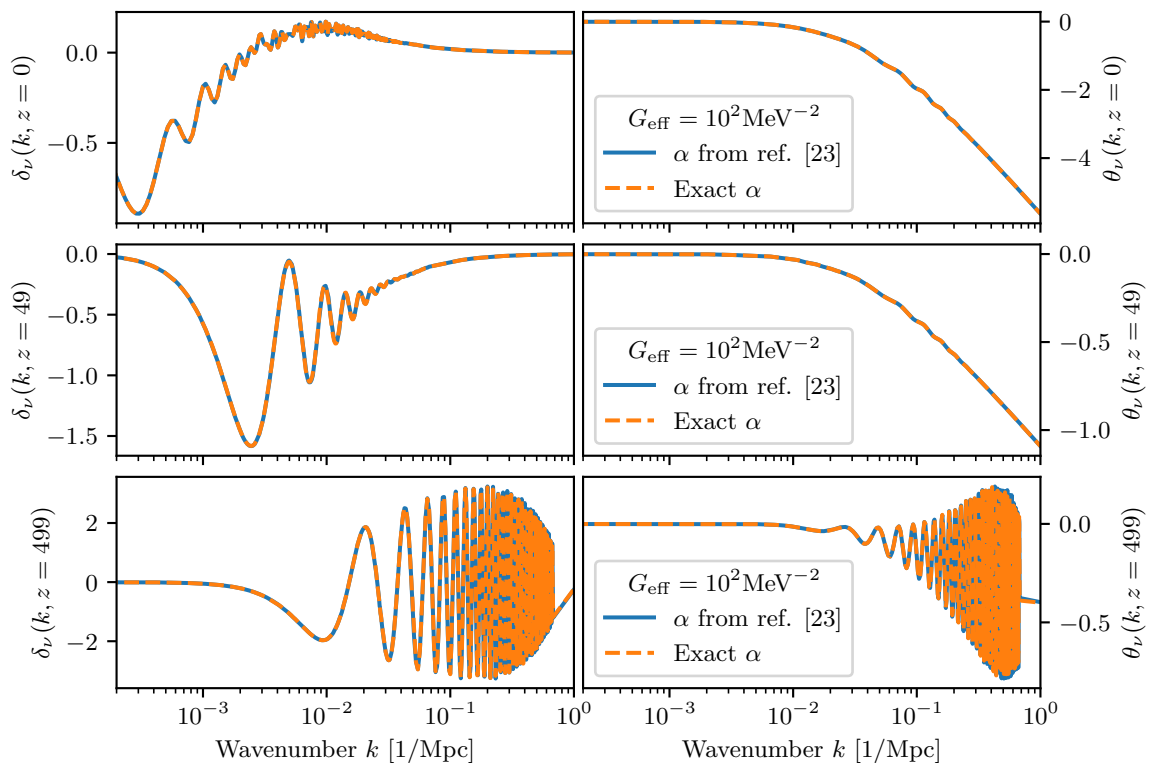 δν(k, z = 0)
0.0
−0.5
Geff = 10²MeV⁻²
α from ref. [23]
Exact α
0
−2
−4
θν(k, z = 0)
δν(k, z = 49)
0.0
−0.5
−1.0
−1.5
Geff = 10²MeV⁻²
α from ref. [23]
Exact α
0.0
−0.5
−1.0
θν(k, z = 49)
δν(k, z = 499)
2
0
−2
Geff = 10²MeV⁻²
α from ref. [23]
Exact α
0.0
−0.5
θν(k, z = 499)
10⁻³ 10⁻² 10⁻¹ 10⁰ 10⁻³ 10⁻² 10⁻¹ 10⁰
Wavenumber k [1/Mpc] Wavenumber k [1/Mpc]